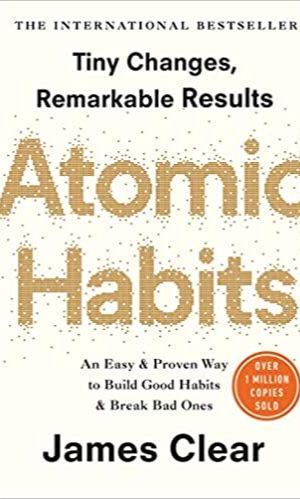 THE INTERNATIONAL BESTSELLER
Tiny Changes,
Remarkable Results
Atomic
Habits
An Easy & Proven Way
to Build Good Habits
& Break Bad Ones
OVER
1 MILLION
COPIES
SOLD
James Clear